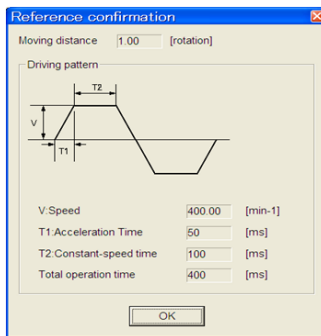 Reference confirmation
Moving distance 1.00 [rotation]
Driving pattern
T2
V
T1
V:Speed 400.00 [min-1]
T1:Acceleration Time 50 [ms]
T2:Constant-speed time 100 [ms]
Total operation time 400 [ms]
OK